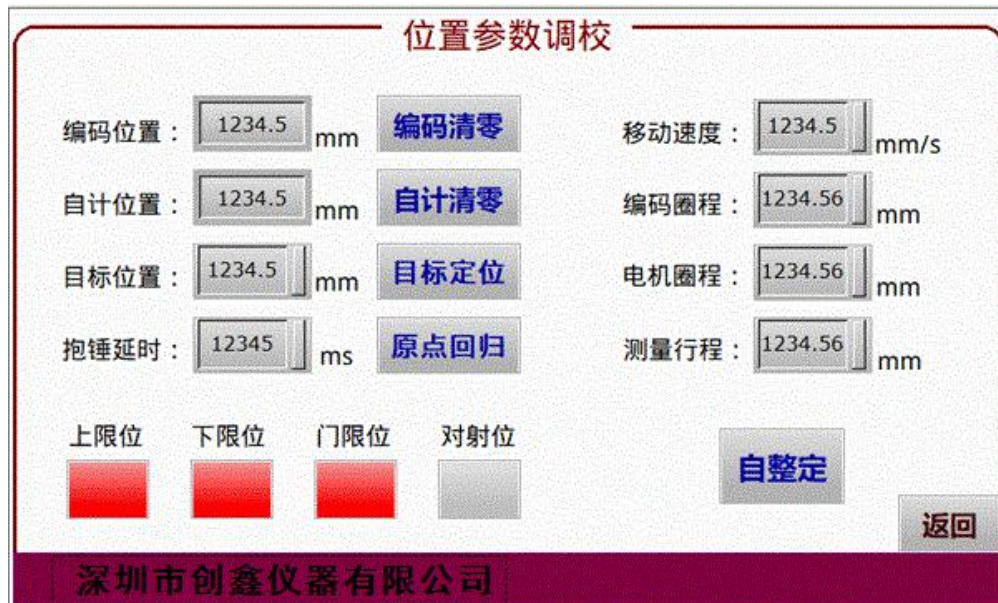 位置参数调校
编码位置： 1234.5 mm 编码清零 移动速度： 1234.5 mm/s
自计位置： 1234.5 mm 自计清零 编码圈程： 1234.56 mm
目标位置： 1234.5 mm 目标定位 电机圈程： 1234.56 mm
抱锤延时： 12345 ms 原点回归 测量行程： 1234.56 mm
上限位 下限位 门限位 对射位
自整定
返回
深圳市创鑫仪器有限公司